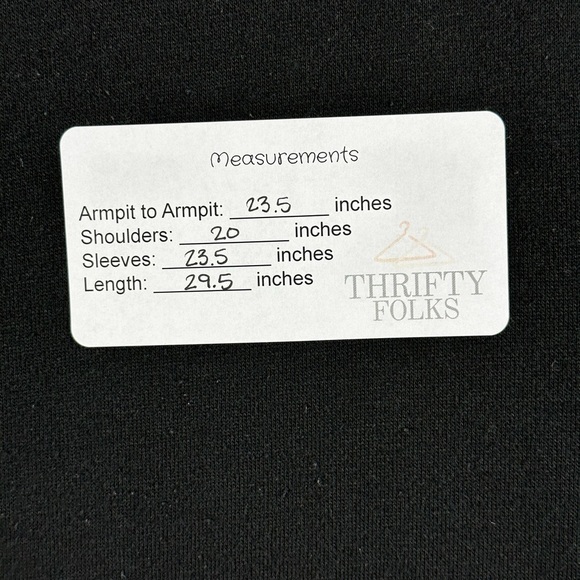 Measurements
Armpit to Armpit: 23.5 inches
Shoulders: 20 inches
Sleeves: 23.5 inches
Length: 29.5 inches
THRIFTY
FOLKS